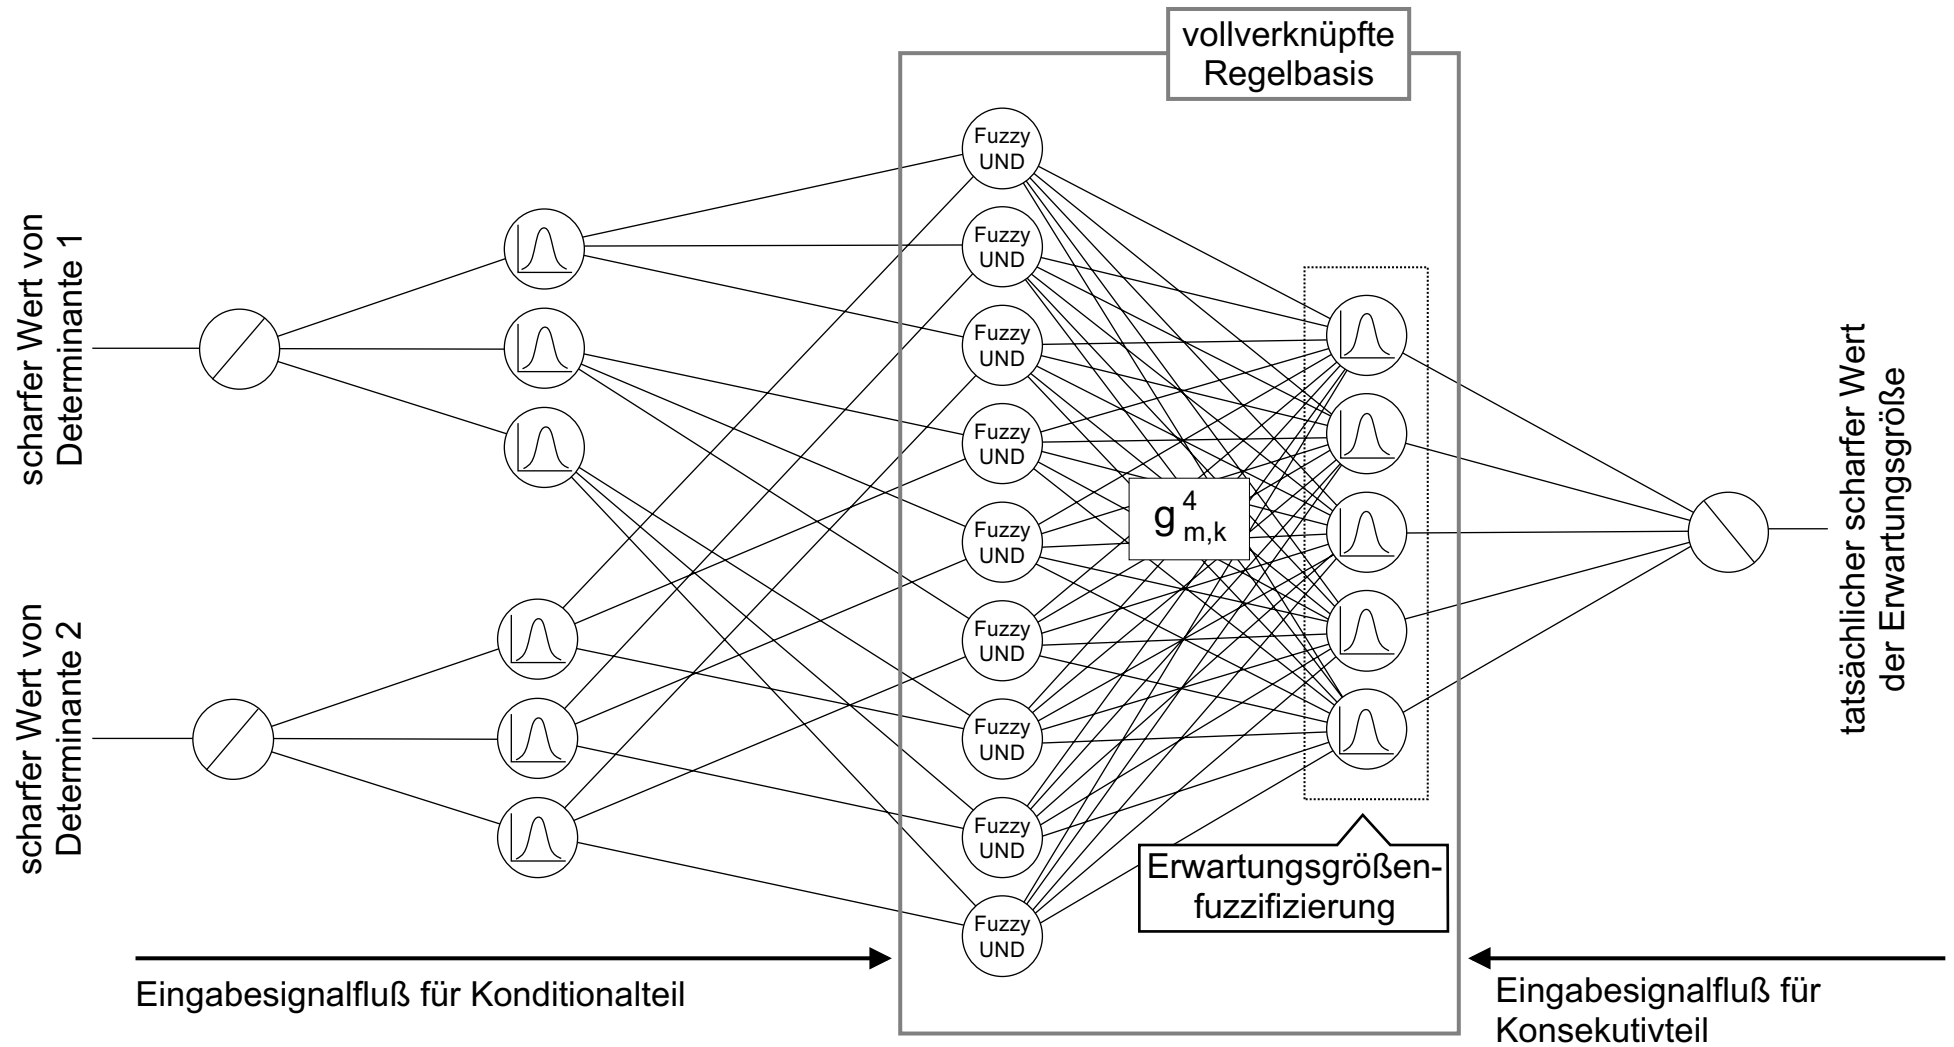 vollverknüpfte
Regelbasis
scharfer Wert von
Determinante 1
scharfer Wert von
Determinante 2
Fuzzy
UND
Fuzzy
UND
Fuzzy
UND
Fuzzy
UND
Fuzzy
UND
Fuzzy
UND
Fuzzy
UND
Fuzzy
UND
Fuzzy
UND
g 4 m,k
Erwartungsgrößen-
fuzzifizierung
tatsächlicher scharfer Wert
der Erwartungsgröße
Eingabesignalfluß für Konditionalteil
Eingabesignalfluß für
Konsekutivteil